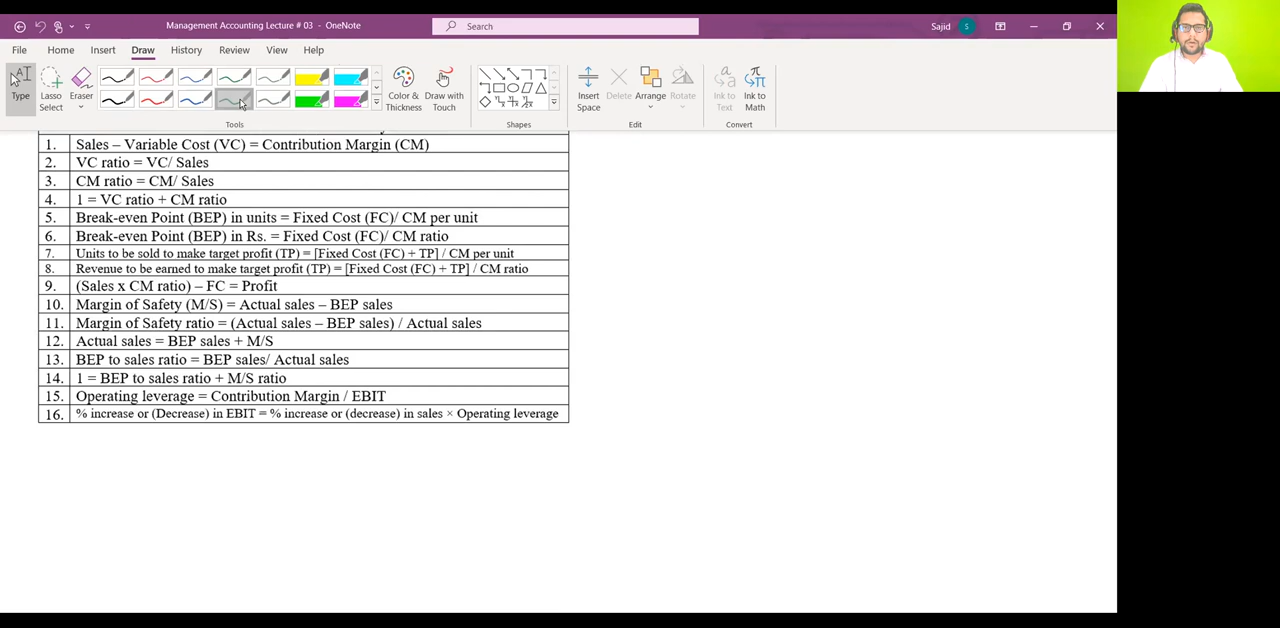 Management Accounting Lecture # 03 - OneNote
Search
Sajid
S
File Home Insert Draw History Review View Help
Type
Lasso Select
Eraser
Color & Thickness
Draw with Touch
Insert Space
Delete
Arrange
Rotate
Ink to Text
Ink to Math
Tools Shapes Edit Convert
1. Sales – Variable Cost (VC) = Contribution Margin (CM)
2. VC ratio = VC/ Sales
3. CM ratio = CM/ Sales
4. 1 = VC ratio + CM ratio
5. Break-even Point (BEP) in units = Fixed Cost (FC)/ CM per unit
6. Break-even Point (BEP) in Rs. = Fixed Cost (FC)/ CM ratio
7. Units to be sold to make target profit (TP) = [Fixed Cost (FC) + TP] / CM per unit
8. Revenue to be earned to make target profit (TP) = [Fixed Cost (FC) + TP] / CM ratio
9. (Sales x CM ratio) – FC = Profit
10. Margin of Safety (M/S) = Actual sales – BEP sales
11. Margin of Safety ratio = (Actual sales – BEP sales) / Actual sales
12. Actual sales = BEP sales + M/S
13. BEP to sales ratio = BEP sales/ Actual sales
14. 1 = BEP to sales ratio + M/S ratio
15. Operating leverage = Contribution Margin / EBIT
16. % increase or (Decrease) in EBIT = % increase or (decrease) in sales × Operating leverage